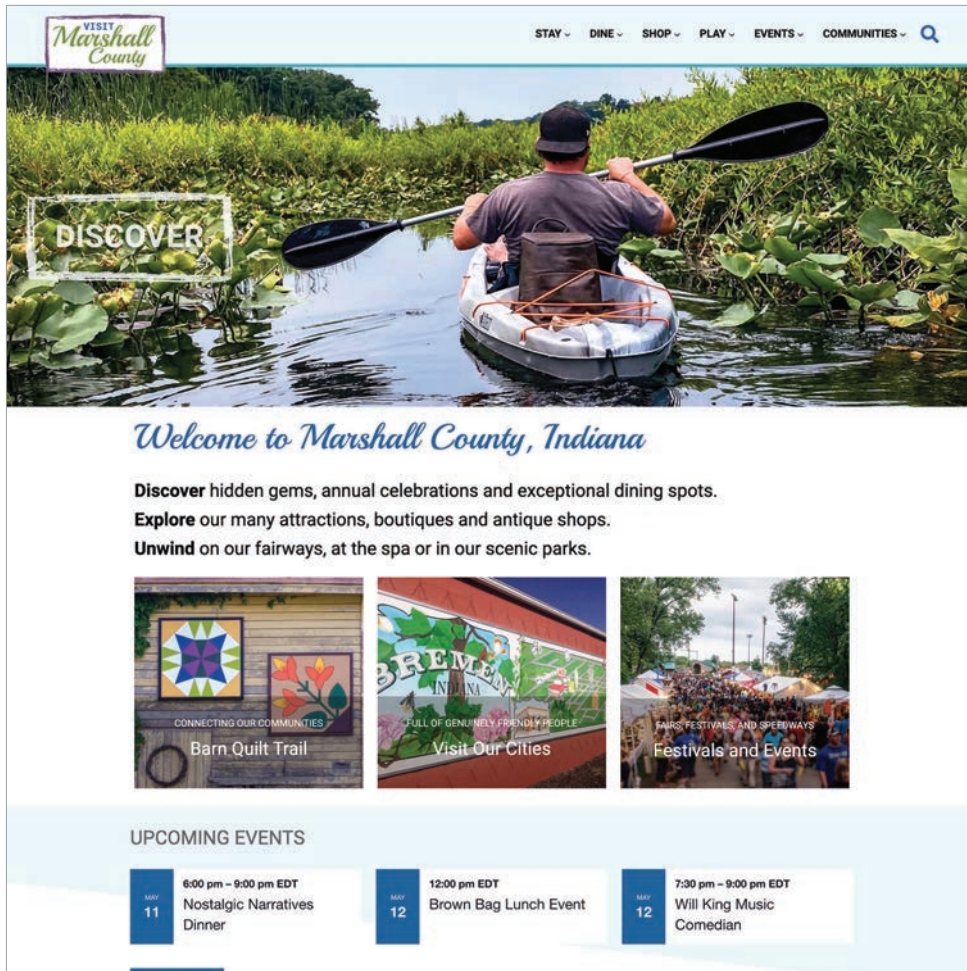 VISIT
Marshall
County
STAY
DINE
SHOP
PLAY
EVENTS
COMMUNITIES
DISCOVER
Welcome to Marshall County, Indiana
Discover hidden gems, annual celebrations and exceptional dining spots.
Explore our many attractions, boutiques and antique shops.
Unwind on our fairways, at the spa or in our scenic parks.
CONNECTING OUR COMMUNITIES
Barn Quilt Trail
BREMEN
INDIANA
FULL OF GENUINELY FRIENDLY PEOPLE
Visit Our Cities
FAIRS, FESTIVALS, AND SPEEDWAYS
Festivals and Events
UPCOMING EVENTS
MAY
11
6:00 pm – 9:00 pm EDT
Nostalgic Narratives
Dinner
MAY
12
12:00 pm EDT
Brown Bag Lunch Event
MAY
12
7:30 pm – 9:00 pm EDT
Will King Music
Comedian